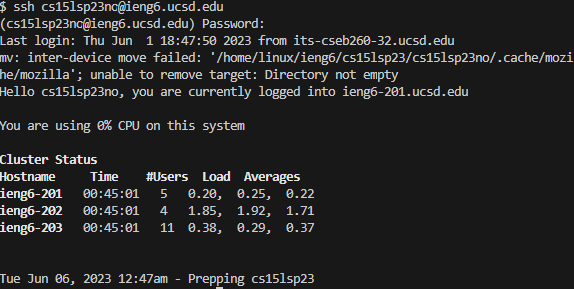 $ ssh cs15lsp23no@ieng6.ucsd.edu
(cs15lsp23no@ieng6.ucsd.edu) Password:
Last login: Thu Jun  1 18:47:50 2023 from its-cseb260-32.ucsd.edu
mv: inter-device move failed: '/home/linux/ieng6/cs15lsp23/cs15lsp23no/.cache/mozi
he/mozilla'; unable to remove target: Directory not empty
Hello cs15lsp23no, you are currently logged into ieng6-201.ucsd.edu
You are using 0% CPU on this system
Cluster Status
Hostname     Time    #Users  Load  Averages
ieng6-201   00:45:01   5  0.20,  0.25,  0.22
ieng6-202   00:45:01   4  1.85,  1.92,  1.71
ieng6-203   00:45:01   11  0.38,  0.29,  0.37
Tue Jun 06, 2023 12:47am - Prepping cs15lsp23